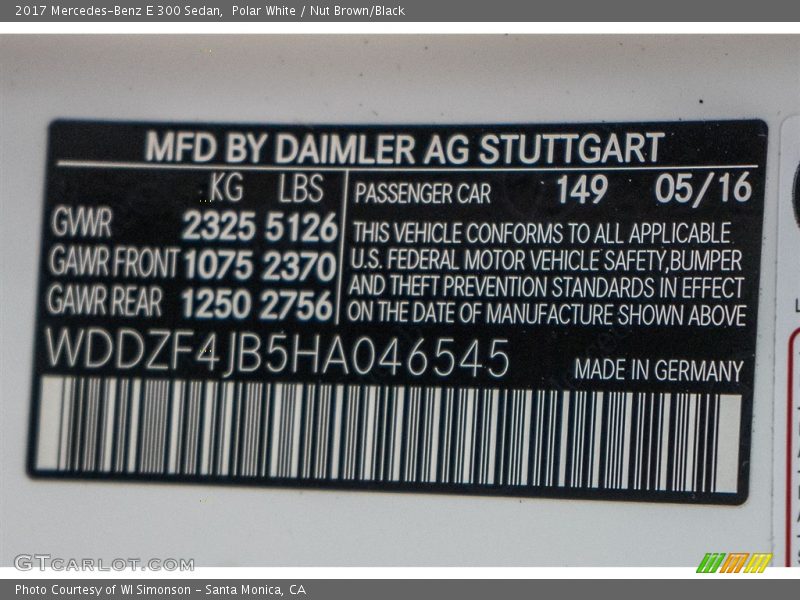 2017 Mercedes-Benz E 300 Sedan, Polar White / Nut Brown/Black
MFD BY DAIMLER AG STUTTGART
KG LBS
GVWR 2325 5126
GAWR FRONT 1075 2370
GAWR REAR 1250 2756
PASSENGER CAR 149 05/16
THIS VEHICLE CONFORMS TO ALL APPLICABLE
U.S. FEDERAL MOTOR VEHICLE SAFETY,BUMPER
AND THEFT PREVENTION STANDARDS IN EFFECT
ON THE DATE OF MANUFACTURE SHOWN ABOVE
WDDZF4JB5HA046545
MADE IN GERMANY
GTCARLOT.COM
Photo Courtesy of WI Simonson - Santa Monica, CA